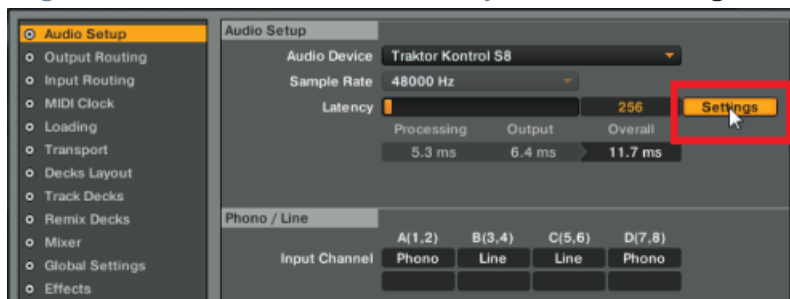 Audio Setup
Output Routing
Input Routing
MIDI Clock
Loading
Transport
Decks Layout
Track Decks
Remix Decks
Mixer
Global Settings
Effects
Audio Setup
Audio Device Traktor Kontrol S8
Sample Rate 48000 Hz
Latency 256 Settings
Processing Output Overall
5.3 ms 6.4 ms 11.7 ms
Phono / Line
A(1,2) B(3,4) C(5,6) D(7,8)
Input Channel Phono Line Line Phono